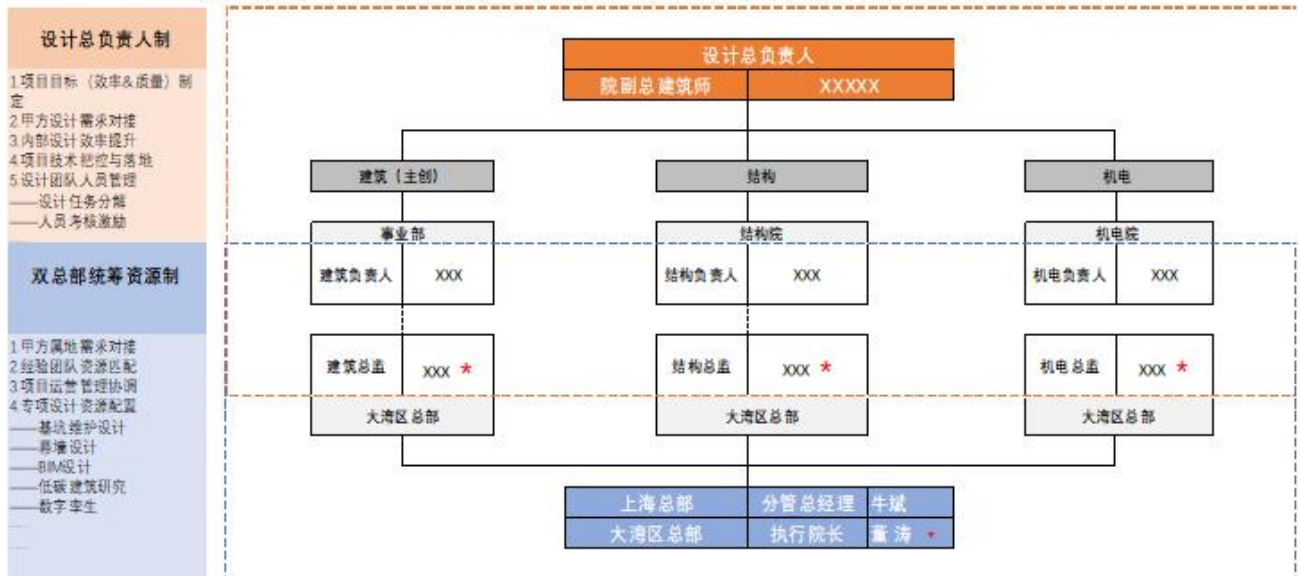 设计总负责人制
1 项目目标（效率&质量）制
定
2 甲方设计需求对接
3 内部设计效率提升
4 项目技术把控与落地
5 设计团队人员管理
——设计任务分解
——人员考核激励
双总部统筹资源制
1 甲方属地需求对接
2 经验团队资源匹配
3 项目运营管理协调
4 专项设计资源配置
——基坑维护设计
——幕墙设计
——BIM设计
——低碳建筑研究
——数字孪生
......
......
设计总负责人
院副总建筑师 XXXXX
建筑（主创） 结构 机电
事业部 结构院 机电院
建筑负责人 XXX 结构负责人 XXX 机电负责人 XXX
建筑总监 XXX * 结构总监 XXX * 机电总监 XXX *
大湾区总部 大湾区总部 大湾区总部
上海总部 分管总经理 牛斌
大湾区总部 执行院长 董涛 *